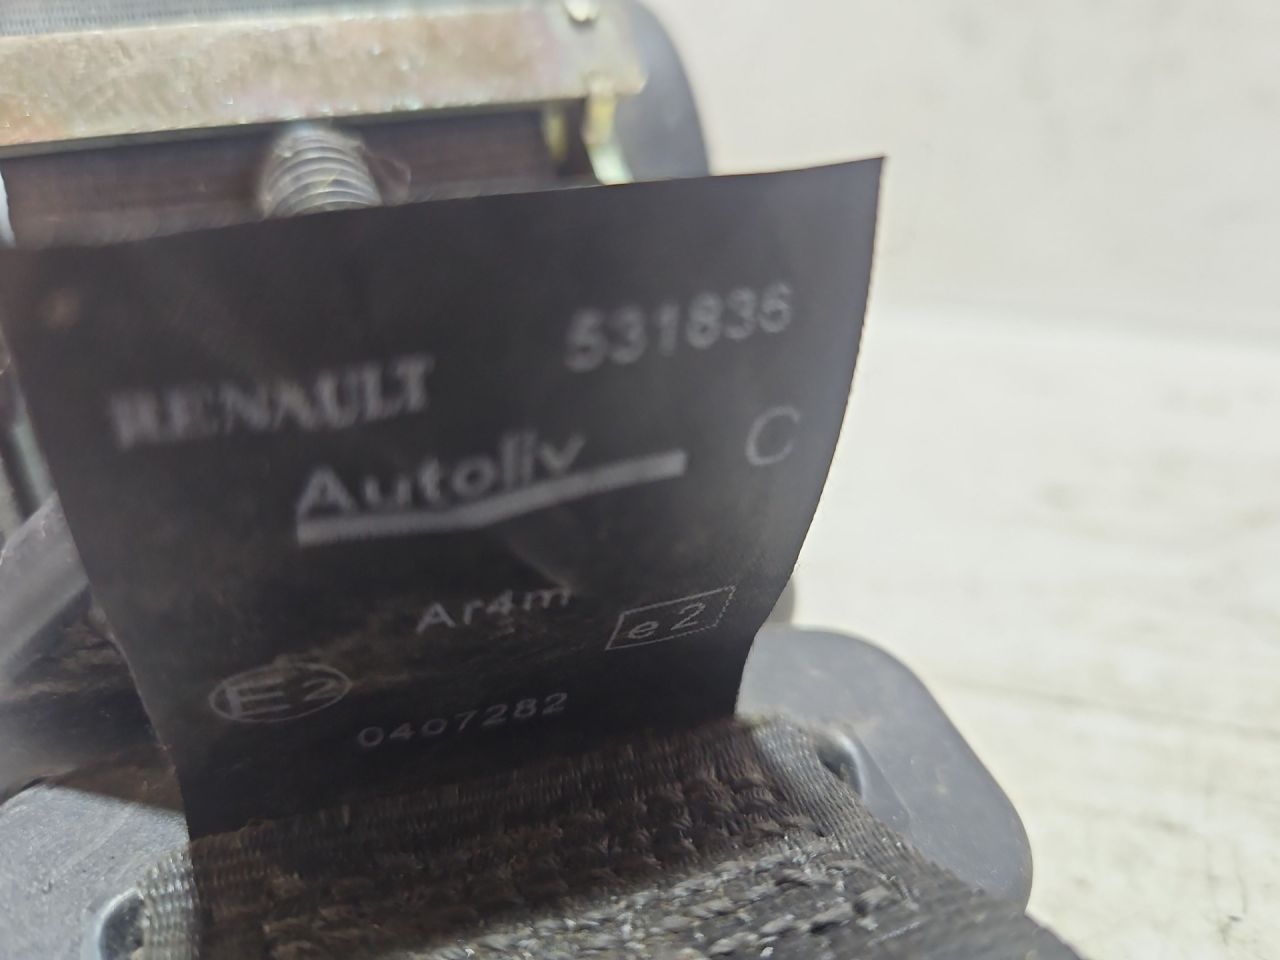 531836
RENAULT
Autoliv C
Ar4m
e2
E2
0407282